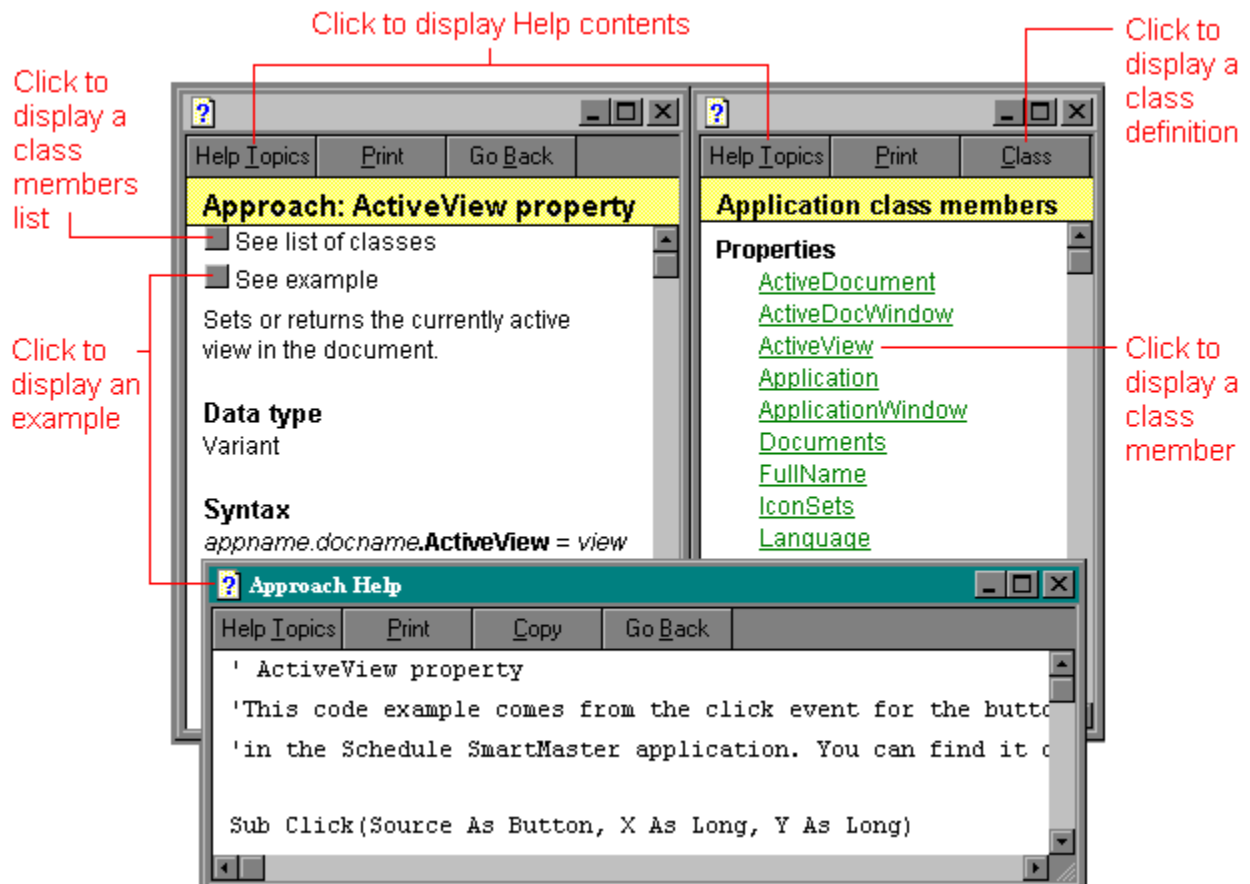 Click to display Help contents
Click to
display a
class
definition
Click to
display a
class
members
list
Help Topics Print Go Back
Approach: ActiveView property
See list of classes
See example
Sets or returns the currently active
view in the document.
Data type
Variant
Syntax
appname.docname.ActiveView = view
Help Topics Print Class
Application class members
Properties
ActiveDocument
ActiveDocWindow
ActiveView
Application
ApplicationWindow
Documents
FullName
IconSets
Language
Click to
display an
example
Click to
display a
class
member
Approach Help
Help Topics Print Copy Go Back
' ActiveView property
'This code example comes from the click event for the
'in the Schedule SmartMaster application. You can find it
Sub Click(Source As Button, X As Long, Y As Long)